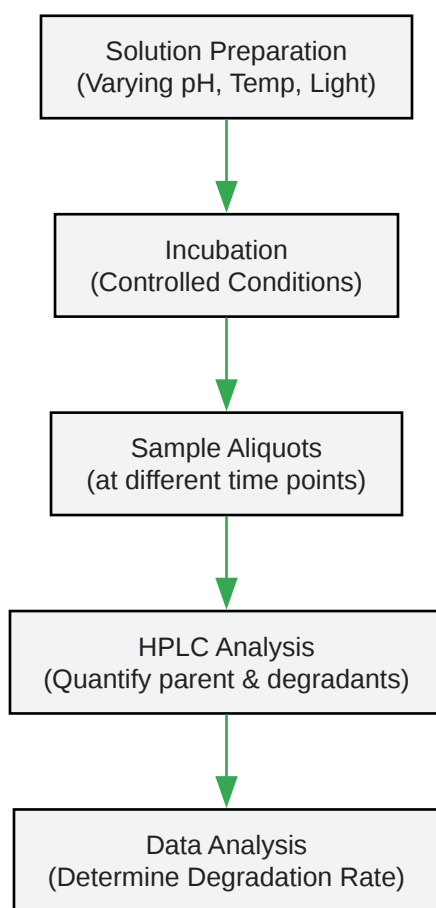 Solution Preparation
(Varying pH, Temp, Light)
Incubation
(Controlled Conditions)
Sample Aliquots
(at different time points)
HPLC Analysis
(Quantify parent & degradants)
Data Analysis
(Determine Degradation Rate)